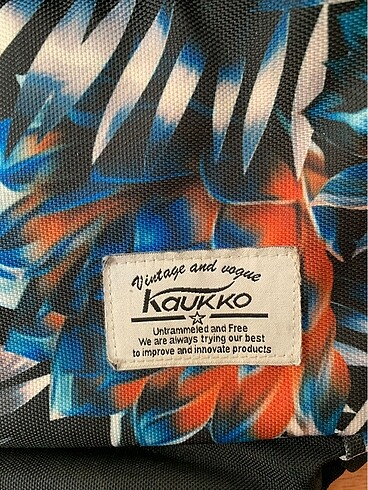 Vintage and vogue
KAUKKO
Untrammeled and Free
We are always trying our best
to improve and innovate products